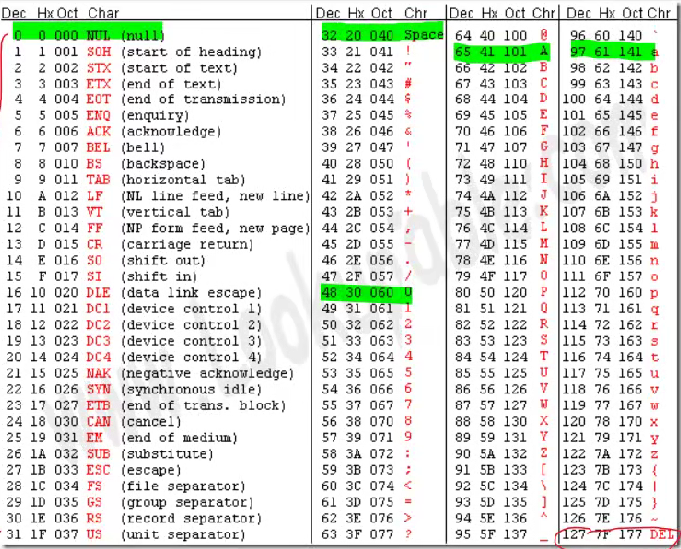 Dec Hx Oct Char
0 0 000 NUL (null)
1 1 001 SOH (start of heading)
2 2 002 STX (start of text)
3 3 003 ETX (end of text)
4 4 004 EOT (end of transmission)
5 5 005 ENQ (enquiry)
6 6 006 ACK (acknowledge)
7 7 007 BEL (bell)
8 8 010 BS (backspace)
9 9 011 TAB (horizontal tab)
10 A 012 LF (NL line feed, new line)
11 B 013 VT (vertical tab)
12 C 014 FF (NP form feed, new page)
13 D 015 CR (carriage return)
14 E 016 SO (shift out)
15 F 017 SI (shift in)
16 10 020 DLE (data link escape)
17 11 021 DC1 (device control 1)
18 12 022 DC2 (device control 2)
19 13 023 DC3 (device control 3)
20 14 024 DC4 (device control 4)
21 15 025 NAK (negative acknowledge)
22 16 026 SYN (synchronous idle)
23 17 027 ETB (end of trans. block)
24 18 030 CAN (cancel)
25 19 031 EM (end of medium)
26 1A 032 SUB (substitute)
27 1B 033 ESC (escape)
28 1C 034 FS (file separator)
29 1D 035 GS (group separator)
30 1E 036 RS (record separator)
31 1F 037 US (unit separator)
Dec Hx Oct Chr
32 20 040 Space
33 21 041 !
34 22 042 "
35 23 043 #
36 24 044 $
37 25 045 %
38 26 046 &
39 27 047 '
40 28 050 (
41 29 051 )
42 2A 052 *
43 2B 053 +
44 2C 054 ,
45 2D 055 -
46 2E 056 .
47 2F 057 /
48 30 060 0
49 31 061 1
50 32 062 2
51 33 063 3
52 34 064 4
53 35 065 5
54 36 066 6
55 37 067 7
56 38 070 8
57 39 071 9
58 3A 072 :
59 3B 073 ;
60 3C 074 <
61 3D 075 =
62 3E 076 >
63 3F 077 ?
Dec Hx Oct Chr
64 40 100 @
65 41 101 A
66 42 102 B
67 43 103 C
68 44 104 D
69 45 105 E
70 46 106 F
71 47 107 G
72 48 110 H
73 49 111 I
74 4A 112 J
75 4B 113 K
76 4C 114 L
77 4D 115 M
78 4E 116 N
79 4F 117 O
80 50 120 P
81 51 121 Q
82 52 122 R
83 53 123 S
84 54 124 T
85 55 125 U
86 56 126 V
87 57 127 W
88 58 130 X
89 59 131 Y
90 5A 132 Z
91 5B 133 [
92 5C 134 \
93 5D 135 ]
94 5E 136 ^
95 5F 137 _
Dec Hx Oct Chr
96 60 140 `
97 61 141 a
98 62 142 b
99 63 143 c
100 64 144 d
101 65 145 e
102 66 146 f
103 67 147 g
104 68 150 h
105 69 151 i
106 6A 152 j
107 6B 153 k
108 6C 154 l
109 6D 155 m
110 6E 156 n
111 6F 157 o
112 70 160 p
113 71 161 q
114 72 162 r
115 73 163 s
116 74 164 t
117 75 165 u
118 76 166 v
119 77 167 w
120 78 170 x
121 79 171 y
122 7A 172 z
123 7B 173 {
124 7C 174 |
125 7D 175 }
126 7E 176 ~
127 7F 177 DEL